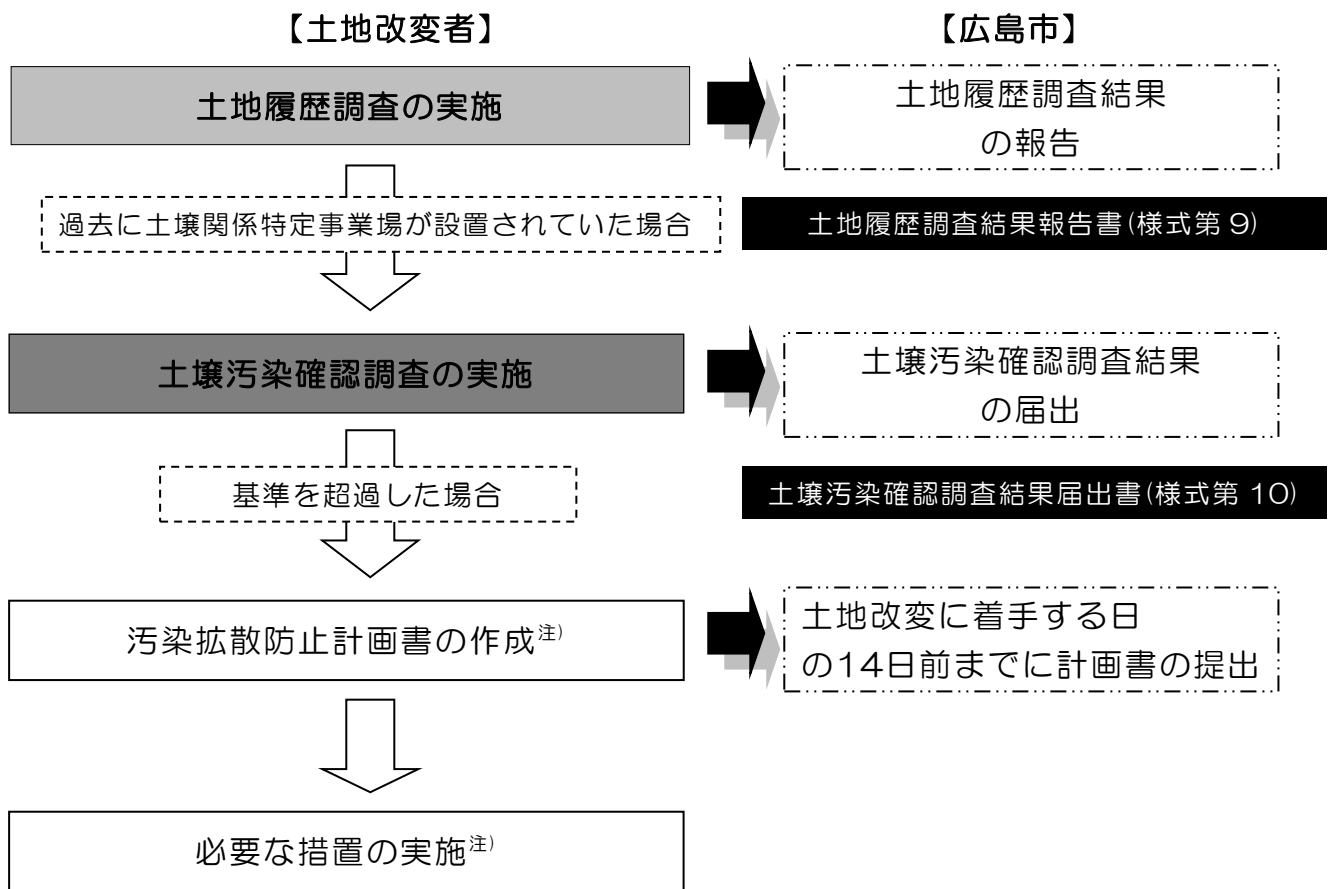 【土地改変者】
【広島市】
土地履歴調査の実施
土地履歴調査結果
の報告
過去に土壌関係特定事業場が設置されていた場合
土地履歴調査結果報告書(様式第 9)
土壌汚染確認調査の実施
土壌汚染確認調査結果
の届出
基準を超過した場合
土壌汚染確認調査結果届出書(様式第 10)
汚染拡散防止計画書の作成注)
土地改変に着手する日
の14日前までに計画書の提出
必要な措置の実施注)